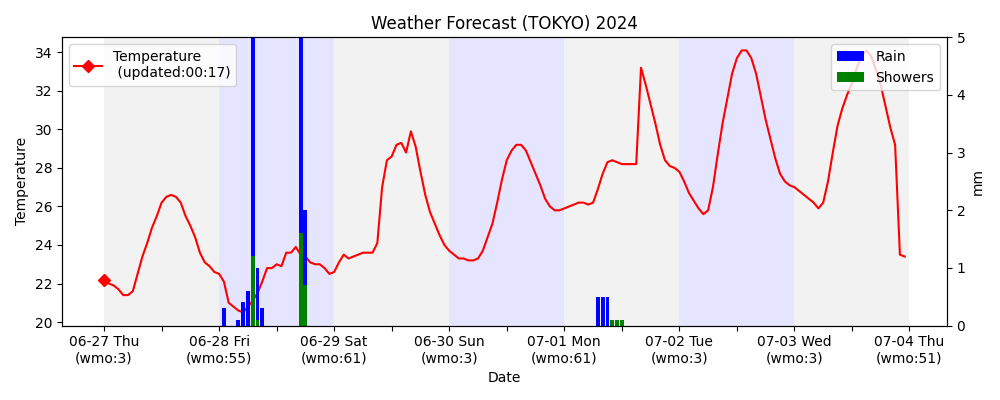 Weather Forecast (TOKYO) 2024
Temperature
(updated:00:17)
Rain
Showers
34
32
30
28
26
24
22
20
Temperature
5
4
3
2
1
0
mm
06-27 Thu 06-28 Fri 06-29 Sat 06-30 Sun 07-01 Mon 07-02 Tue 07-03 Wed 07-04 Thu
(wmo:3) (wmo:55) (wmo:61) (wmo:3) (wmo:61) (wmo:3) (wmo:3) (wmo:51)
Date